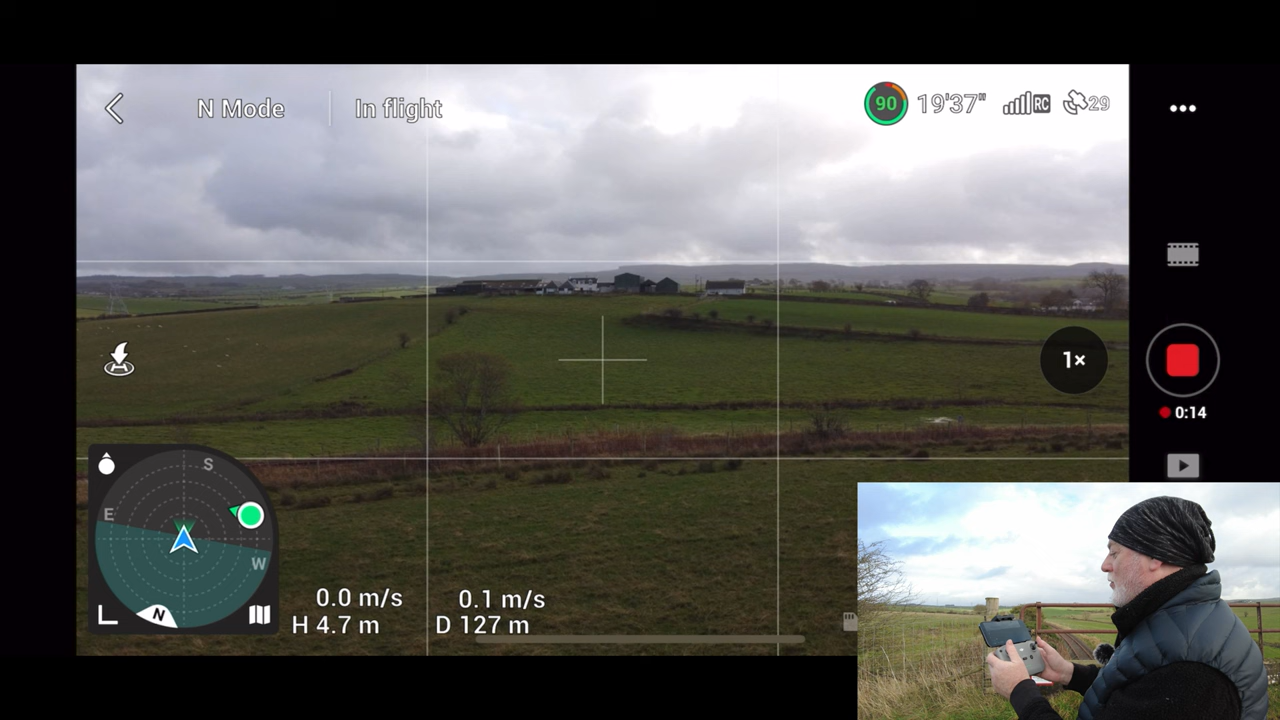 N Mode
In flight
90
19'37"
RC
29
1×
0:14
S
E
W
N
0.0 m/s
0.1 m/s
H 4.7 m
D 127 m